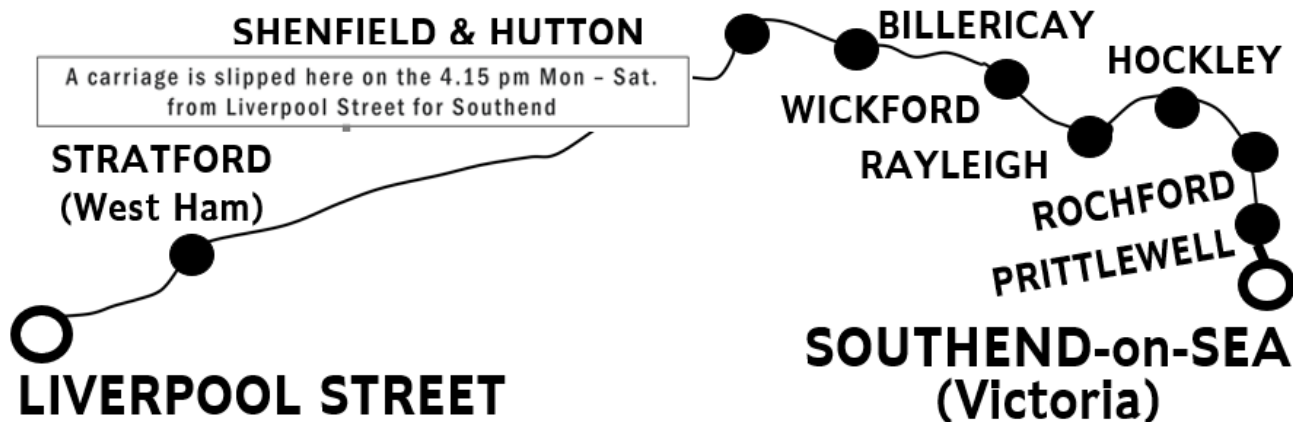 SHENFIELD & HUTTON
A carriage is slipped here on the 4.15 pm Mon – Sat.
from Liverpool Street for Southend
STRATFORD
(West Ham)
LIVERPOOL STREET
BILLERICAY
HOCKLEY
WICKFORD
RAYLEIGH
ROCHFORD
PRITTLEWELL
SOUTHEND-on-SEA
(Victoria)